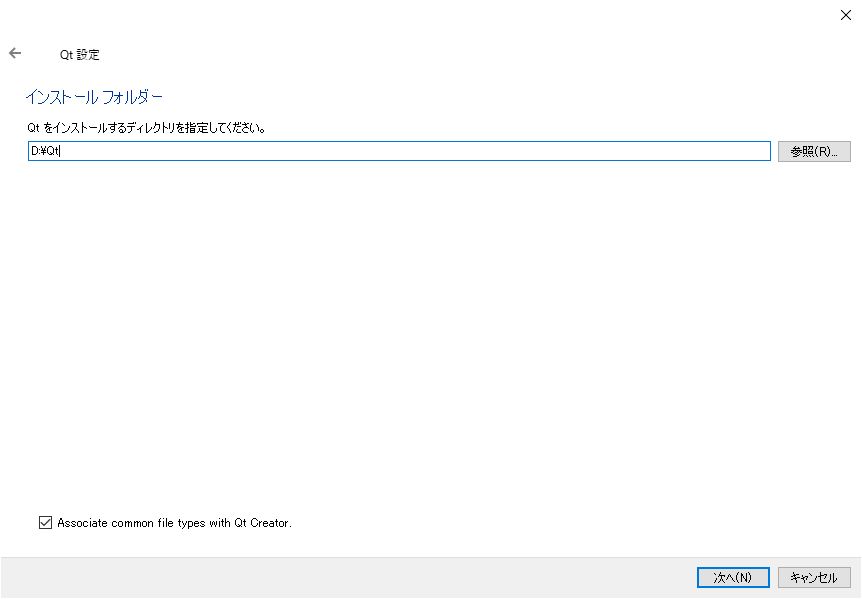 Qt 設定
インストール フォルダー
Qt をインストールするディレクトリを指定してください。
D:¥Qt
参照(R)...
Associate common file types with Qt Creator.
次へ(N)
キャンセル